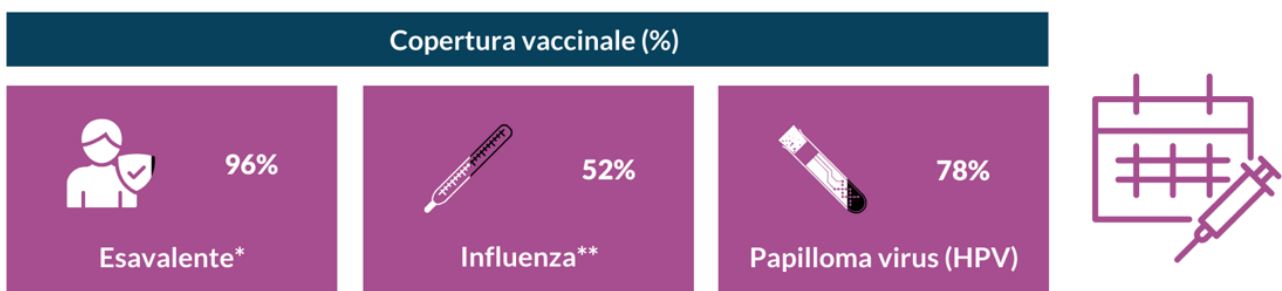 Copertura vaccinale (%)
96%
Esavalente*
52%
Influenza**
78%
Papilloma virus (HPV)